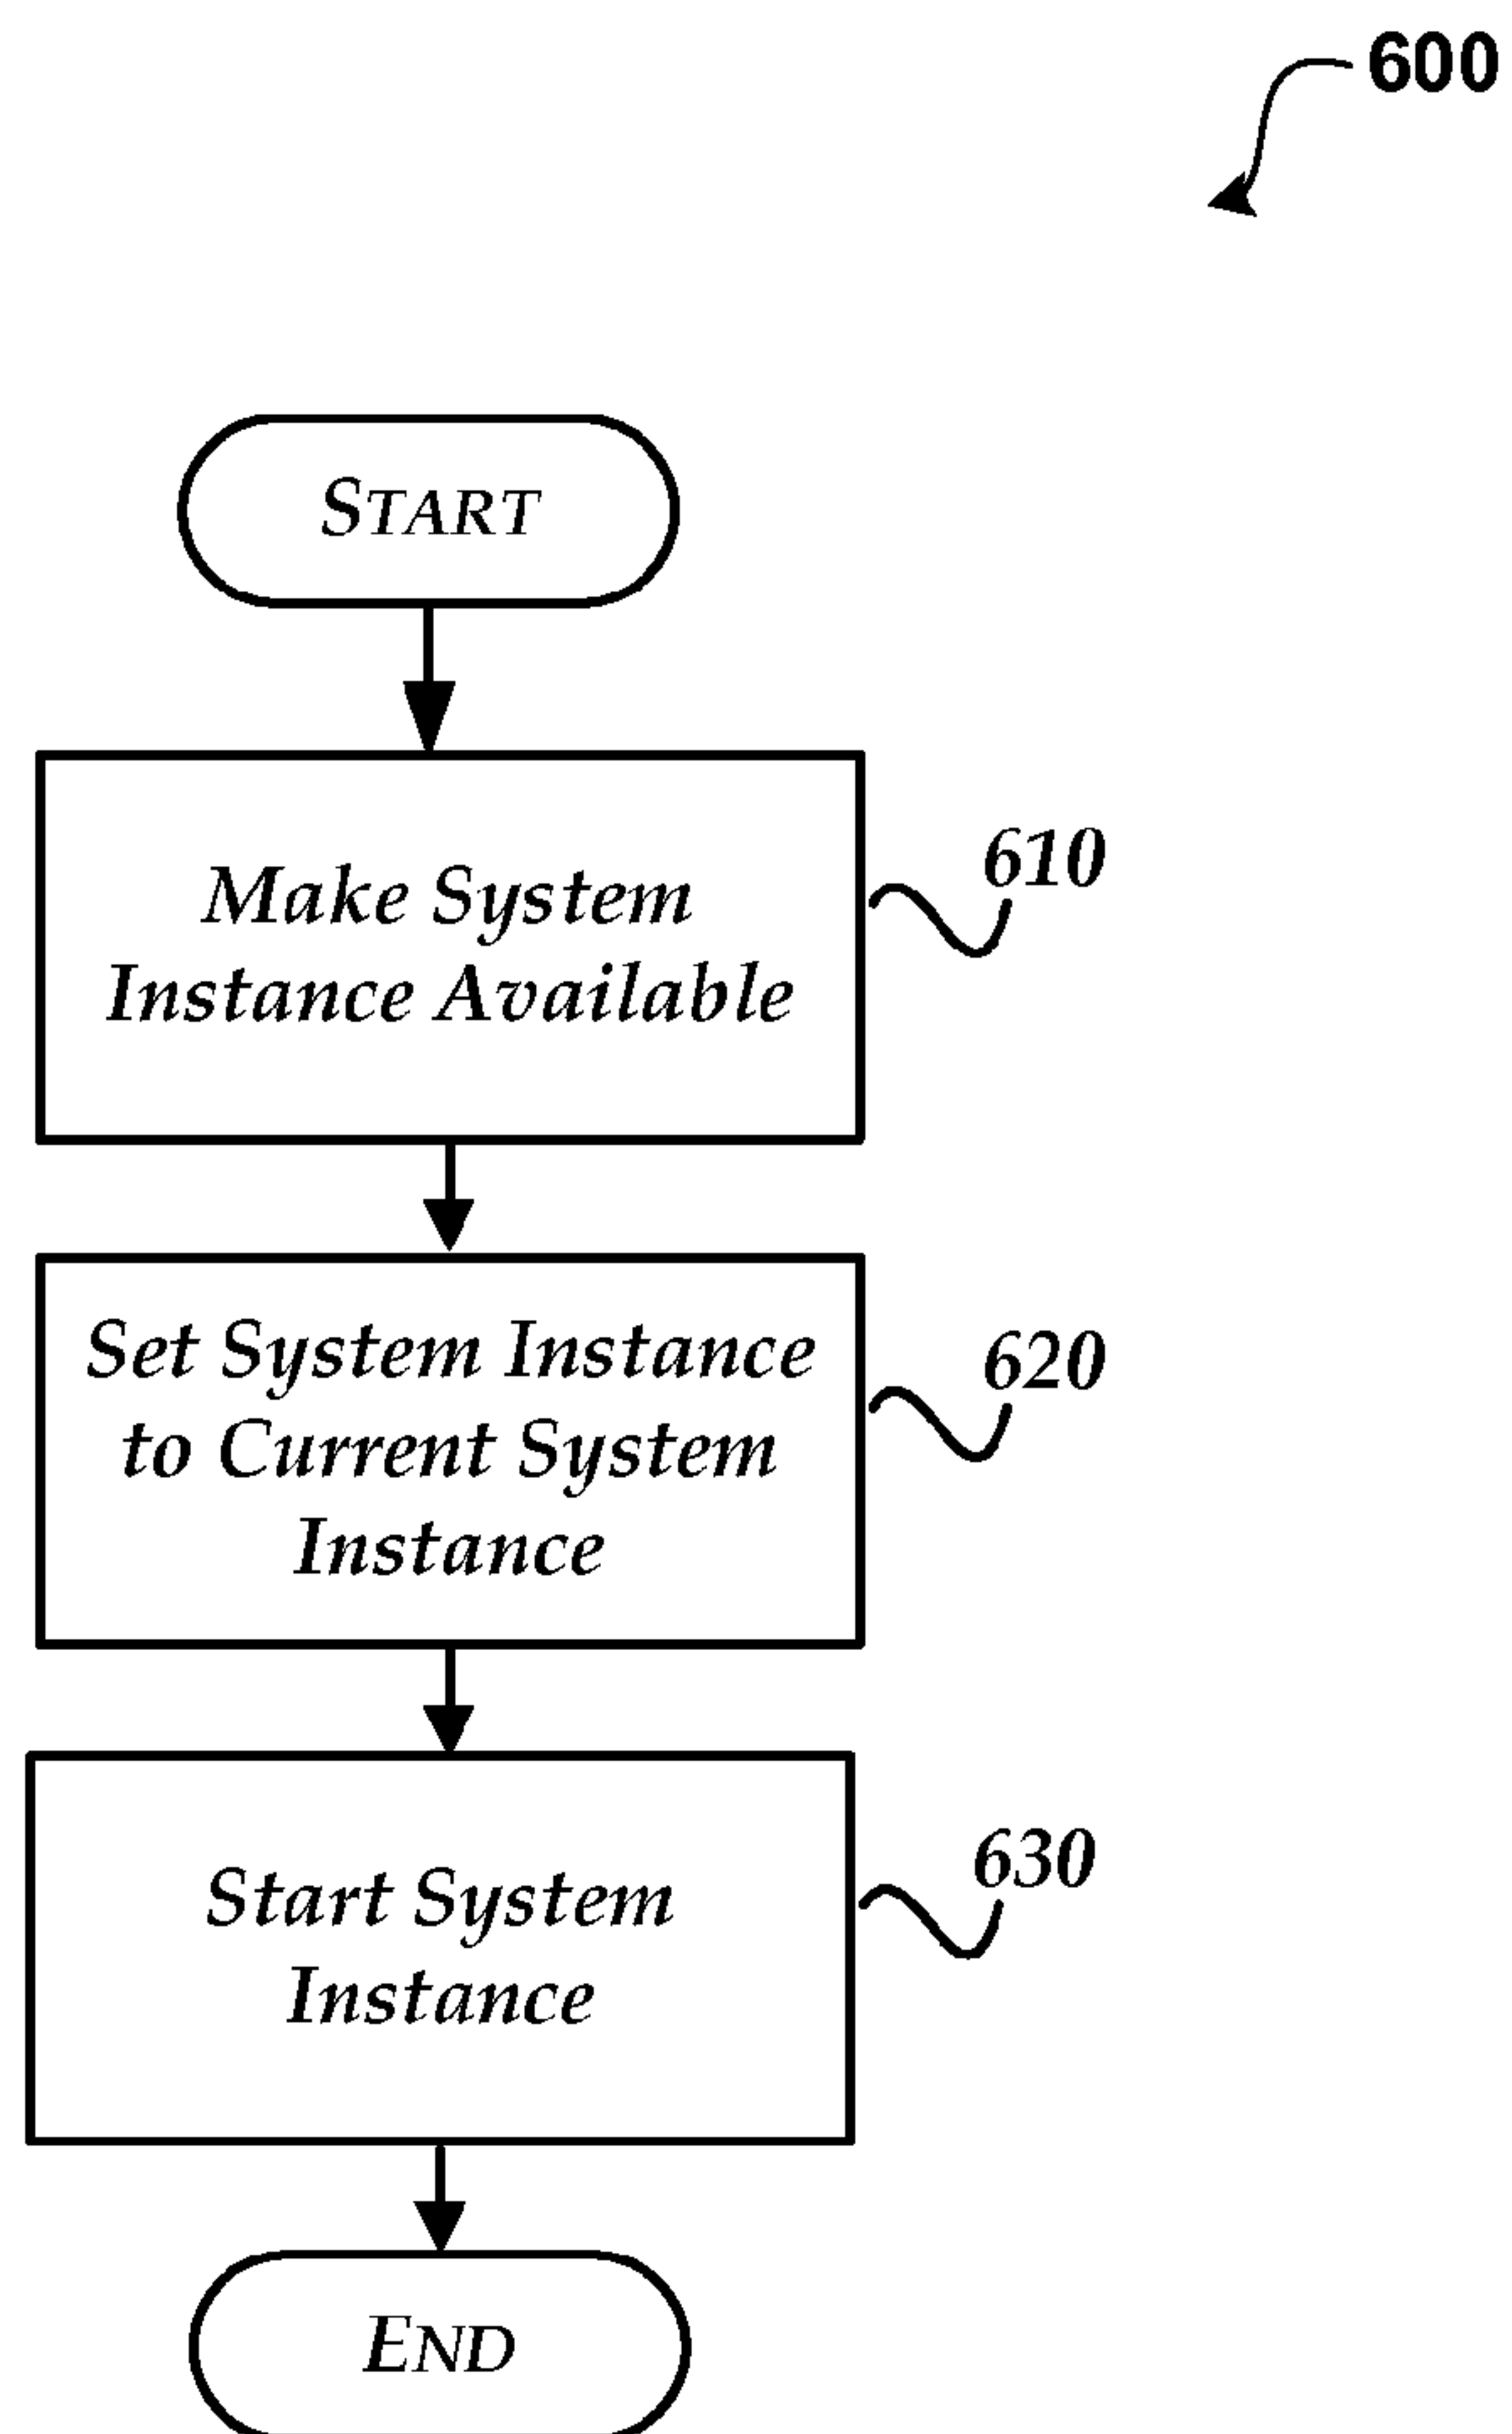 600
START
Make System
Instance Available
610
Set System Instance
to Current System
Instance
620
Start System
Instance
630
END